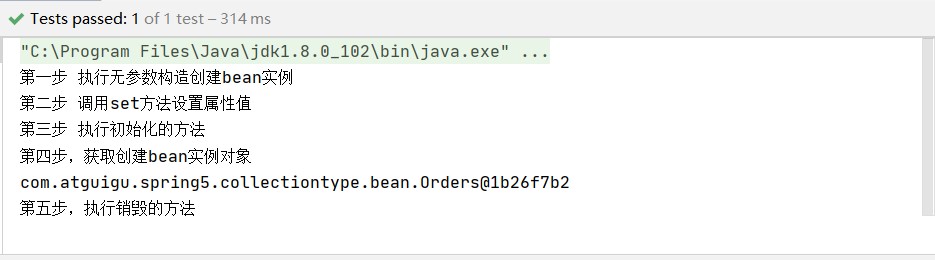 Tests passed: 1 of 1 test – 314 ms
"C:\Program Files\Java\jdk1.8.0_102\bin\java.exe" ...
第一步 执行无参数构造创建bean实例
第二步 调用set方法设置属性值
第三步 执行初始化的方法
第四步，获取创建bean实例对象
com.atguigu.spring5.collectiontype.bean.Orders@1b26f7b2
第五步，执行销毁的方法